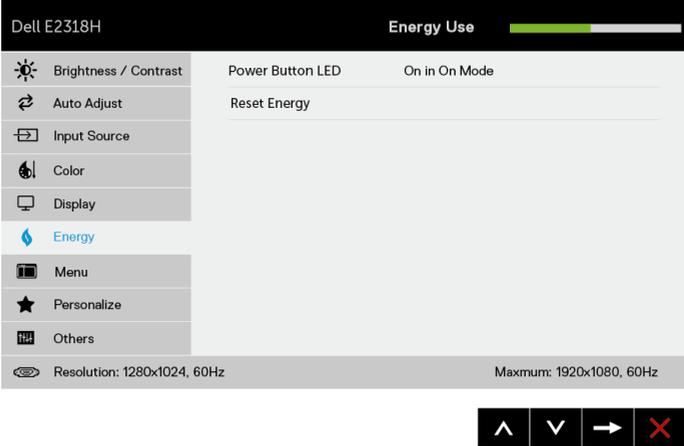 Dell E2318H Energy Use
Brightness / Contrast Power Button LED On in On Mode
Auto Adjust Reset Energy
Input Source
Color
Display
Energy
Menu
Personalize
Others
Resolution: 1280x1024, 60Hz Maxmum: 1920x1080, 60Hz